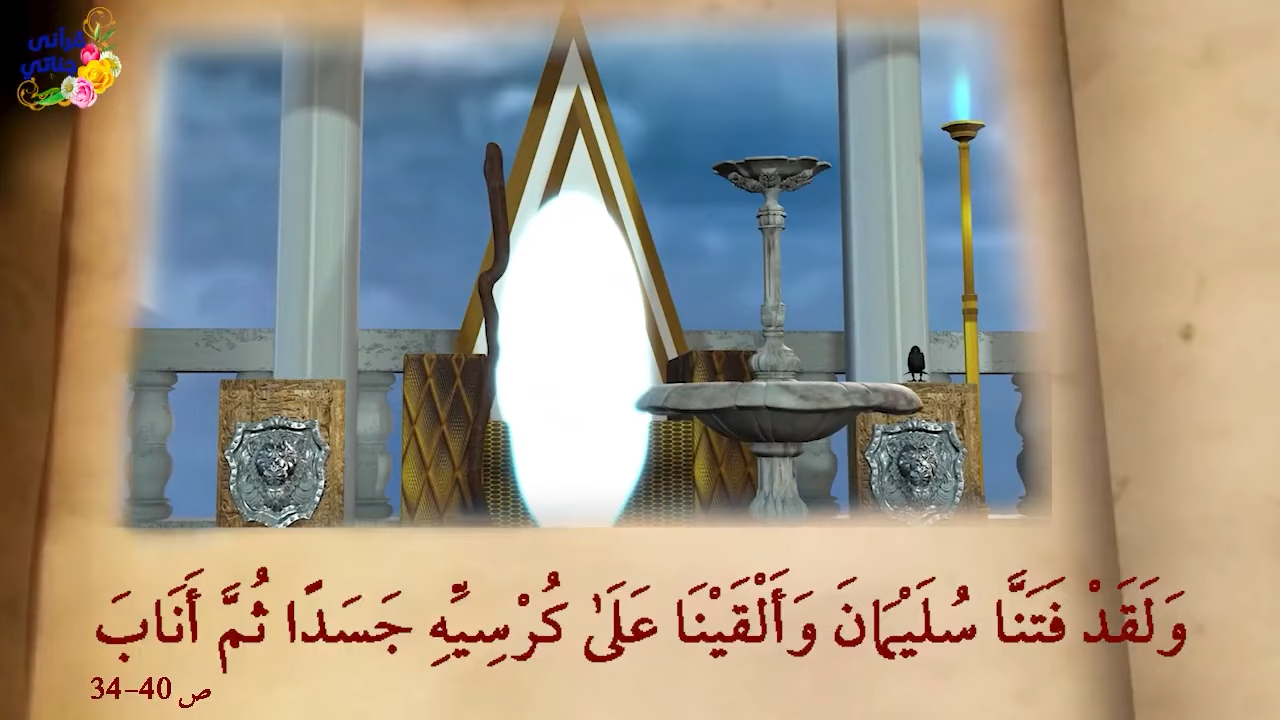 قرآني
جناتي
وَلَقَدْ فَتَنَّا سُلَيْمَانَ وَأَلْقَيْنَا عَلَىٰ كُرْسِيِّهِ جَسَدًا ثُمَّ أَنَابَ
ص 34-40